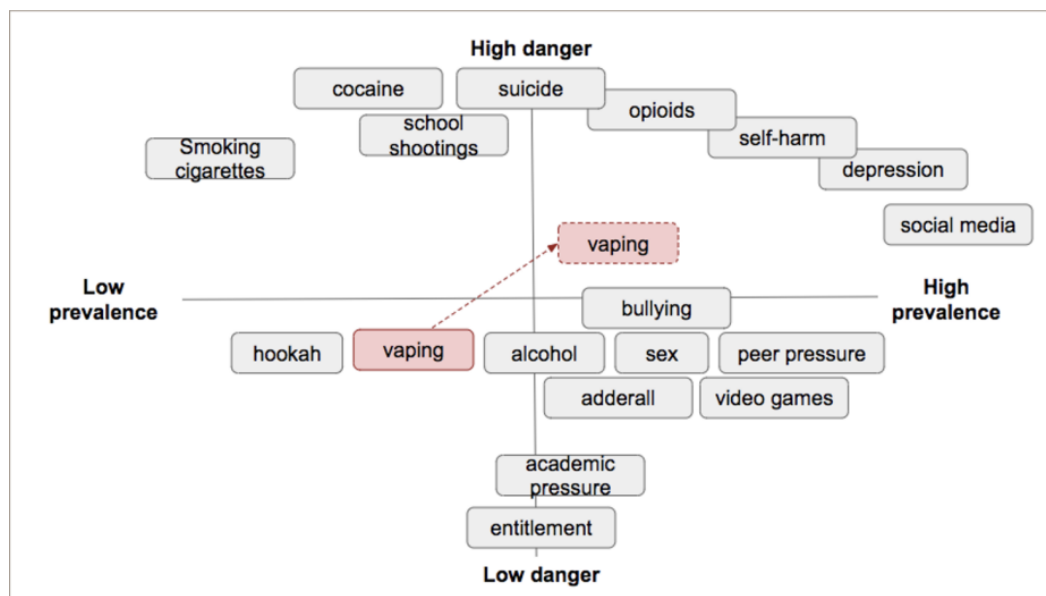 High danger
cocaine
suicide
opioids
school
shootings
self-harm
Smoking
cigarettes
depression
social media
vaping
Low
prevalence
High
prevalence
bullying
hookah
vaping
alcohol
sex
peer pressure
adderall
video games
academic
pressure
entitlement
Low danger